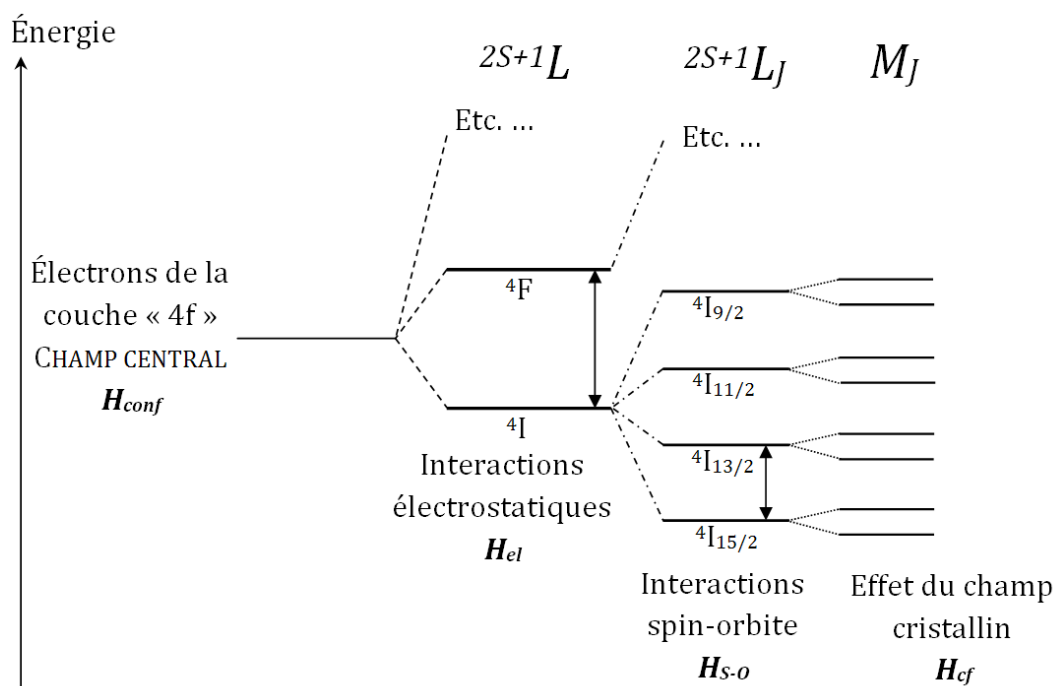 Énergie
2S+1L
2S+1LJ
MJ
Etc. ...
Etc. ...
Électrons de la
couche « 4f »
CHAMP CENTRAL
Hconf
4F
4I
Interactions
électrostatiques
Hel
4I9/2
4I11/2
4I13/2
4I15/2
Interactions
spin-orbite
HS-O
Effet du champ
cristallin
Hcf